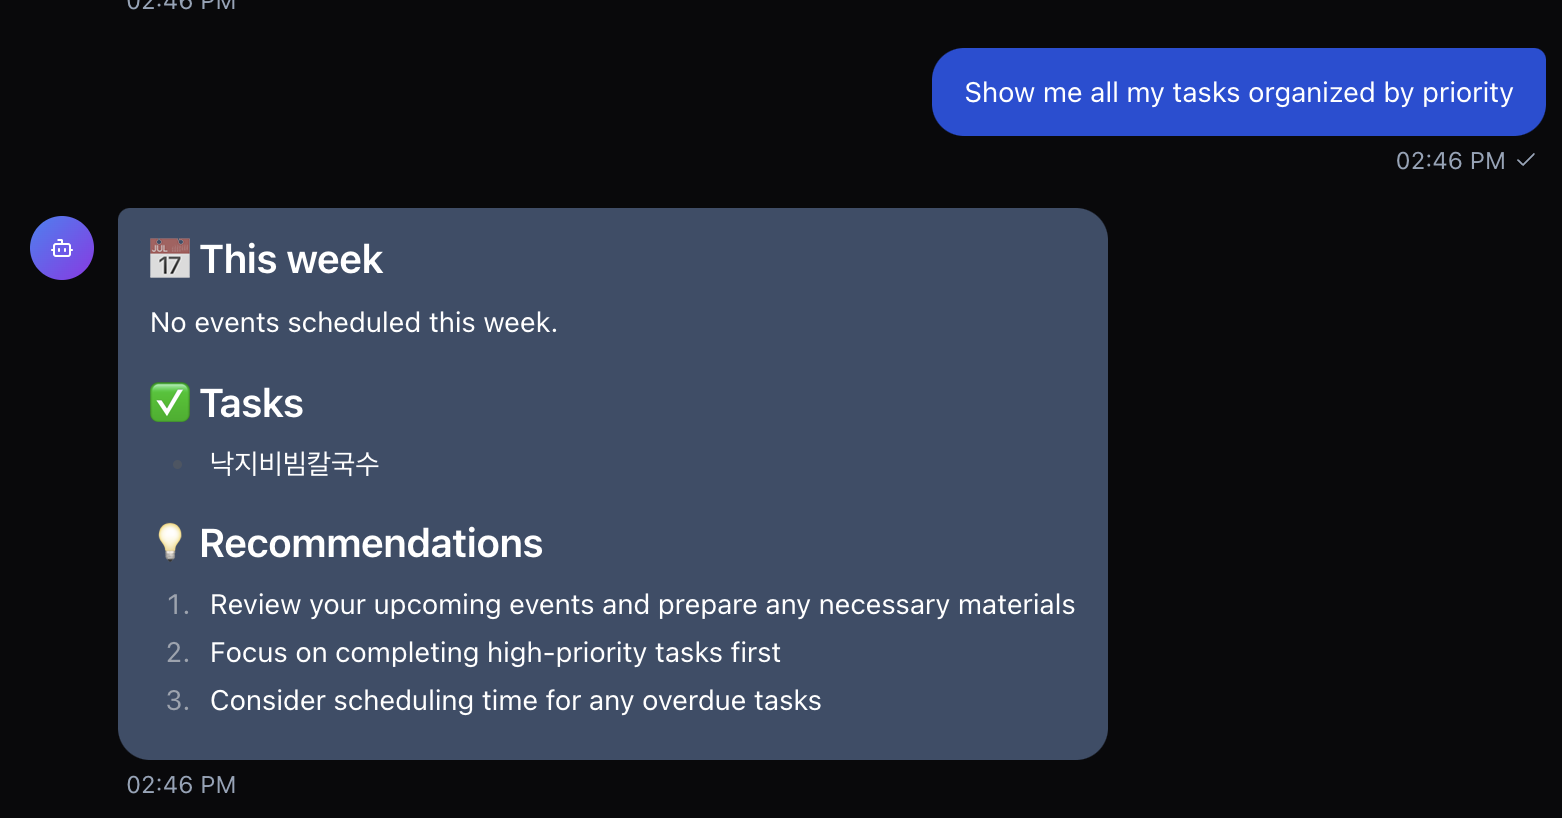 02:46 PM
Show me all my tasks organized by priority
02:46 PM
JUL
17
This week
No events scheduled this week.
Tasks
낙지비빔칼국수
Recommendations
1. Review your upcoming events and prepare any necessary materials
2. Focus on completing high-priority tasks first
3. Consider scheduling time for any overdue tasks
02:46 PM